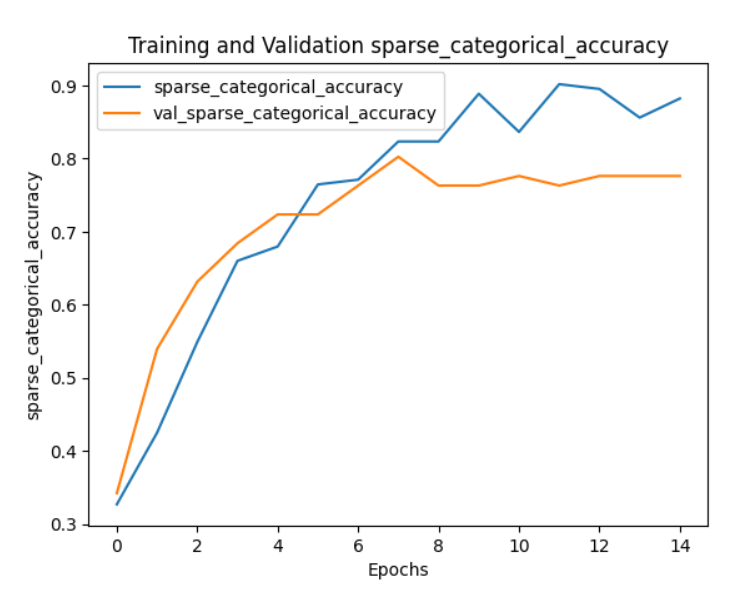 Training and Validation sparse_categorical_accuracy
sparse_categorical_accuracy
val_sparse_categorical_accuracy
sparse_categorical_accuracy
0.9
0.8
0.7
0.6
0.5
0.4
0.3
0 2 4 6 8 10 12 14
Epochs